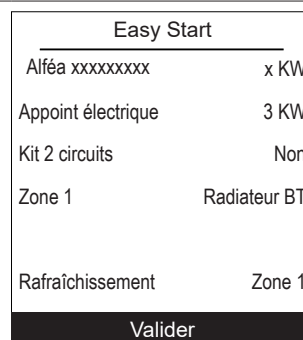 Easy Start
Alféa xxxxxxxxx x KW
Appoint électrique 3 KW
Kit 2 circuits Non
Zone 1 Radiateur BT
Rafraîchissement Zone 1
Valider